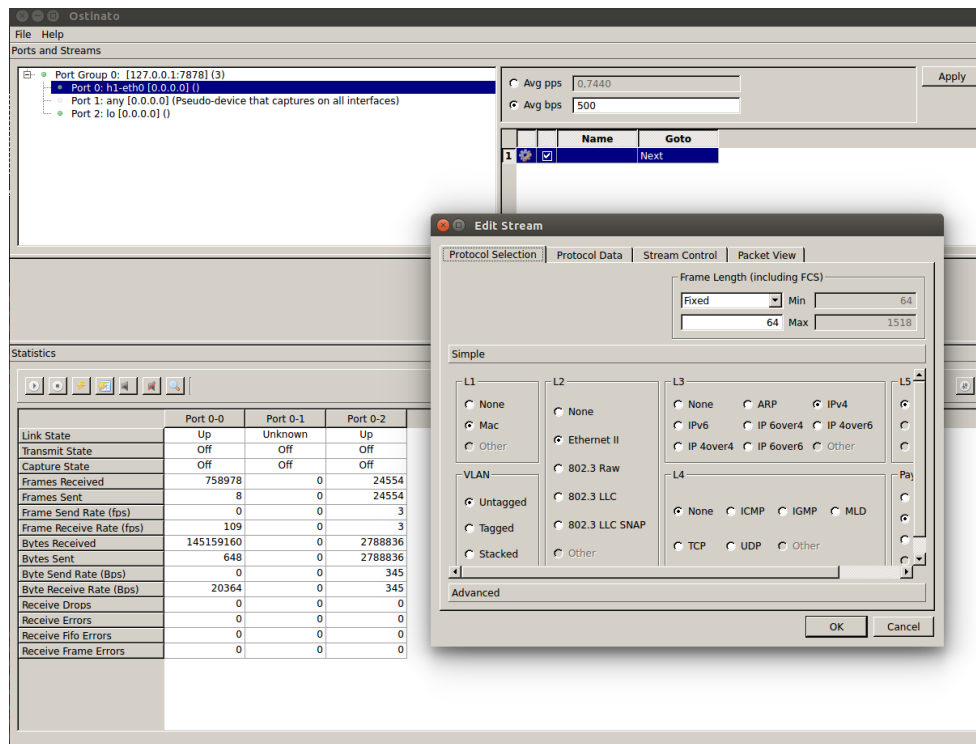 Ostinato
File Help
Ports and Streams
Port Group 0: [127.0.0.1:7878] (3)
Port 0: h1-eth0 [0.0.0.0] ()
Port 1: any [0.0.0.0] (Pseudo-device that captures on all interfaces)
Port 2: lo [0.0.0.0] ()
Avg pps 0,7440
Avg bps 500
Apply
Name Goto
1 Next
Edit Stream
Protocol Selection Protocol Data Stream Control Packet View
Frame Length (including FCS)
Fixed Min 64
64 Max 1518
Simple
L1
None
Mac
Other
VLAN
Untagged
Tagged
Stacked
L2
None
Ethernet II
802.3 Raw
802.3 LLC
802.3 LLC SNAP
Other
L3
None ARP IPv4
IPv6 IP 6over4 IP 4over6
IP 4over4 IP 6over6 Other
L4
None ICMP IGMP MLD
TCP UDP Other
L5
Pay
Advanced
OK Cancel
Statistics
Port 0-0 Port 0-1 Port 0-2
Link State Up Unknown Up
Transmit State Off Off Off
Capture State Off Off Off
Frames Received 758978 0 24554
Frames Sent 8 0 24554
Frame Send Rate (fps) 0 0 3
Frame Receive Rate (fps) 109 0 3
Bytes Received 145159160 0 2788836
Bytes Sent 648 0 2788836
Byte Send Rate (Bps) 0 0 345
Byte Receive Rate (Bps) 20364 0 345
Receive Drops 0 0 0
Receive Errors 0 0 0
Receive Fifo Errors 0 0 0
Receive Frame Errors 0 0 0